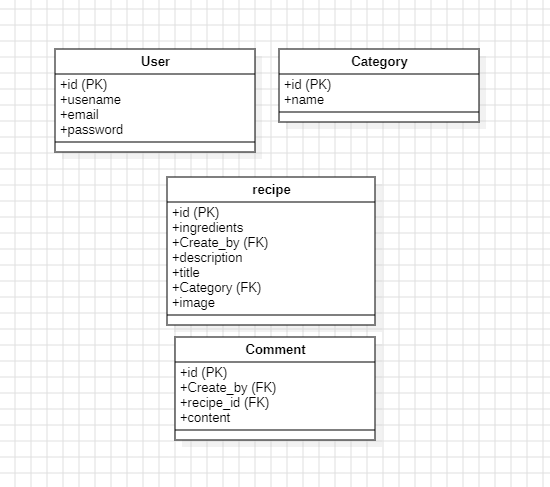 User
+id (PK)
+usename
+email
+password
Category
+id (PK)
+name
recipe
+id (PK)
+ingredients
+Create_by (FK)
+description
+title
+Category (FK)
+image
Comment
+id (PK)
+Create_by (FK)
+recipe_id (FK)
+content